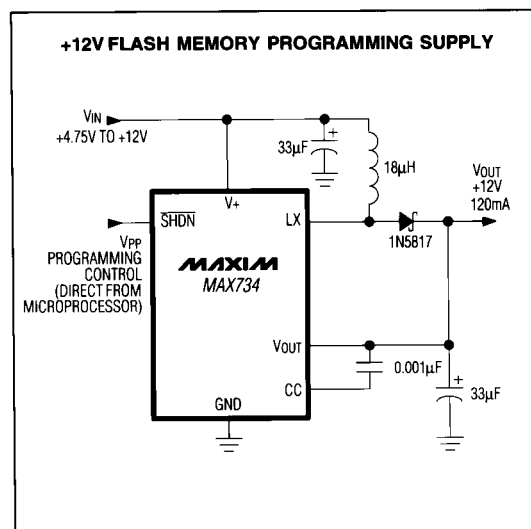 +12V FLASH MEMORY PROGRAMMING SUPPLY
VIN
+4.75V TO +12V
33µF
+
18µH
VOUT
+12V
120mA
V+
SHDN
LX
1N5817
VPP
PROGRAMMING
CONTROL
(DIRECT FROM
MICROPROCESSOR)
MAXIM
MAX734
VOUT
0.001µF
CC
+
33µF
GND